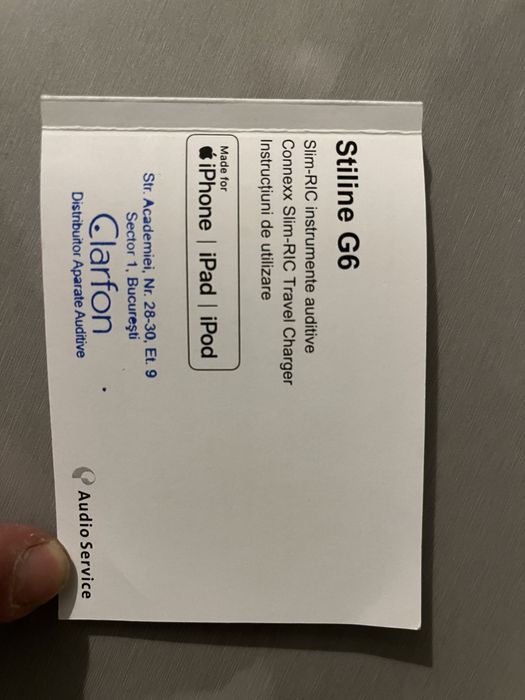 Stiline G6
Slim-RIC instrumente auditive
Connexx Slim-RIC Travel Charger
Instrucțiuni de utilizare
Made for
iPhone | iPad | iPod
Str. Academiei, Nr. 28-30, Et. 9
Sector 1, București
Clarfon
Distribuitor Aparate Auditive
Audio Service